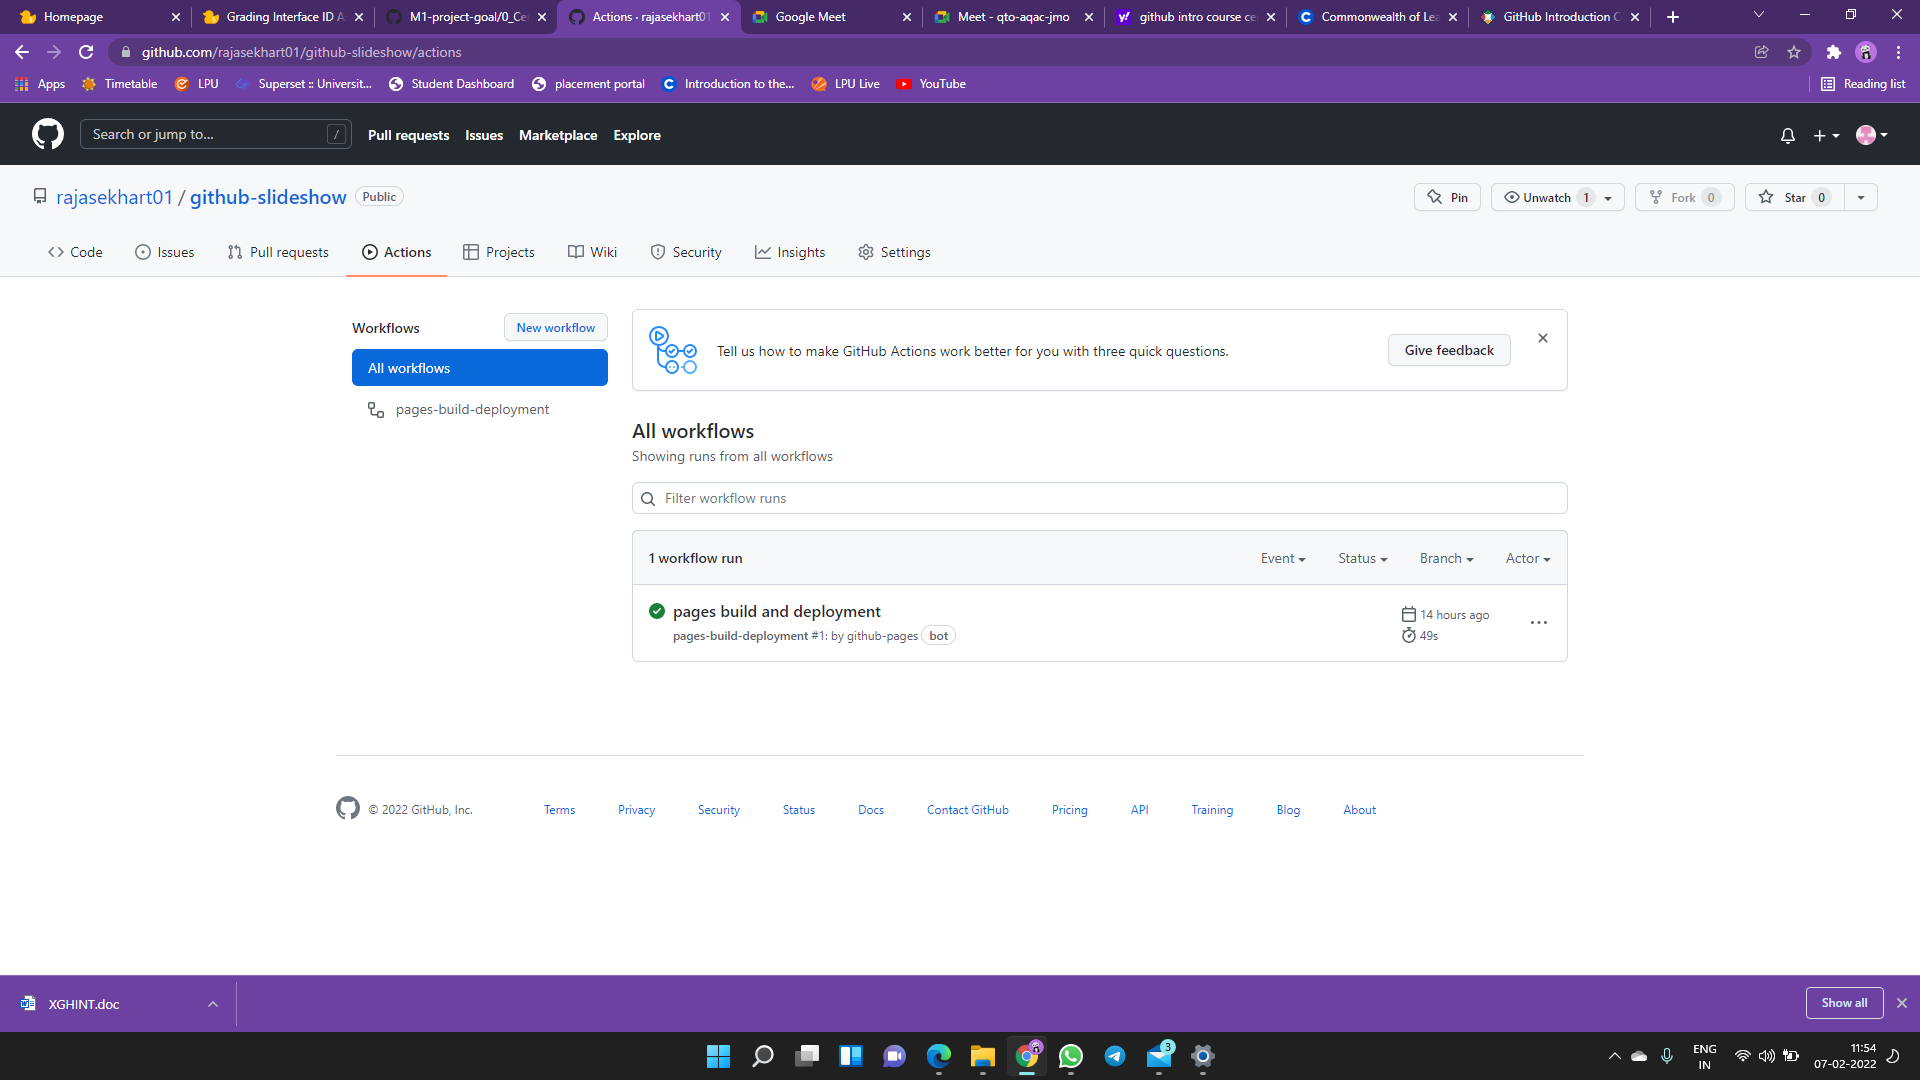 Homepage
Grading Interface ID A
M1-project-goal/0_Ce
Actions · rajasekhart01
Google Meet
Meet - qto-aqac-jmo
github intro course ce
Commonwealth of Lea
GitHub Introduction C
github.com/rajasekhart01/github-slideshow/actions
Apps
Timetable
LPU
Superset :: Universit...
Student Dashboard
placement portal
Introduction to the...
LPU Live
YouTube
Reading list
Search or jump to...
/
Pull requests
Issues
Marketplace
Explore
rajasekhart01 / github-slideshow
Public
Pin
Unwatch 1
Fork 0
Star 0
Code
Issues
Pull requests
Actions
Projects
Wiki
Security
Insights
Settings
Workflows
New workflow
All workflows
pages-build-deployment
Tell us how to make GitHub Actions work better for you with three quick questions.
Give feedback
All workflows
Showing runs from all workflows
Filter workflow runs
1 workflow run
Event
Status
Branch
Actor
pages build and deployment
pages-build-deployment #1: by github-pages bot
14 hours ago
49s
© 2022 GitHub, Inc.
Terms
Privacy
Security
Status
Docs
Contact GitHub
Pricing
API
Training
Blog
About
XGHINT.doc
Show all
3
ENG
IN
11:54
07-02-2022